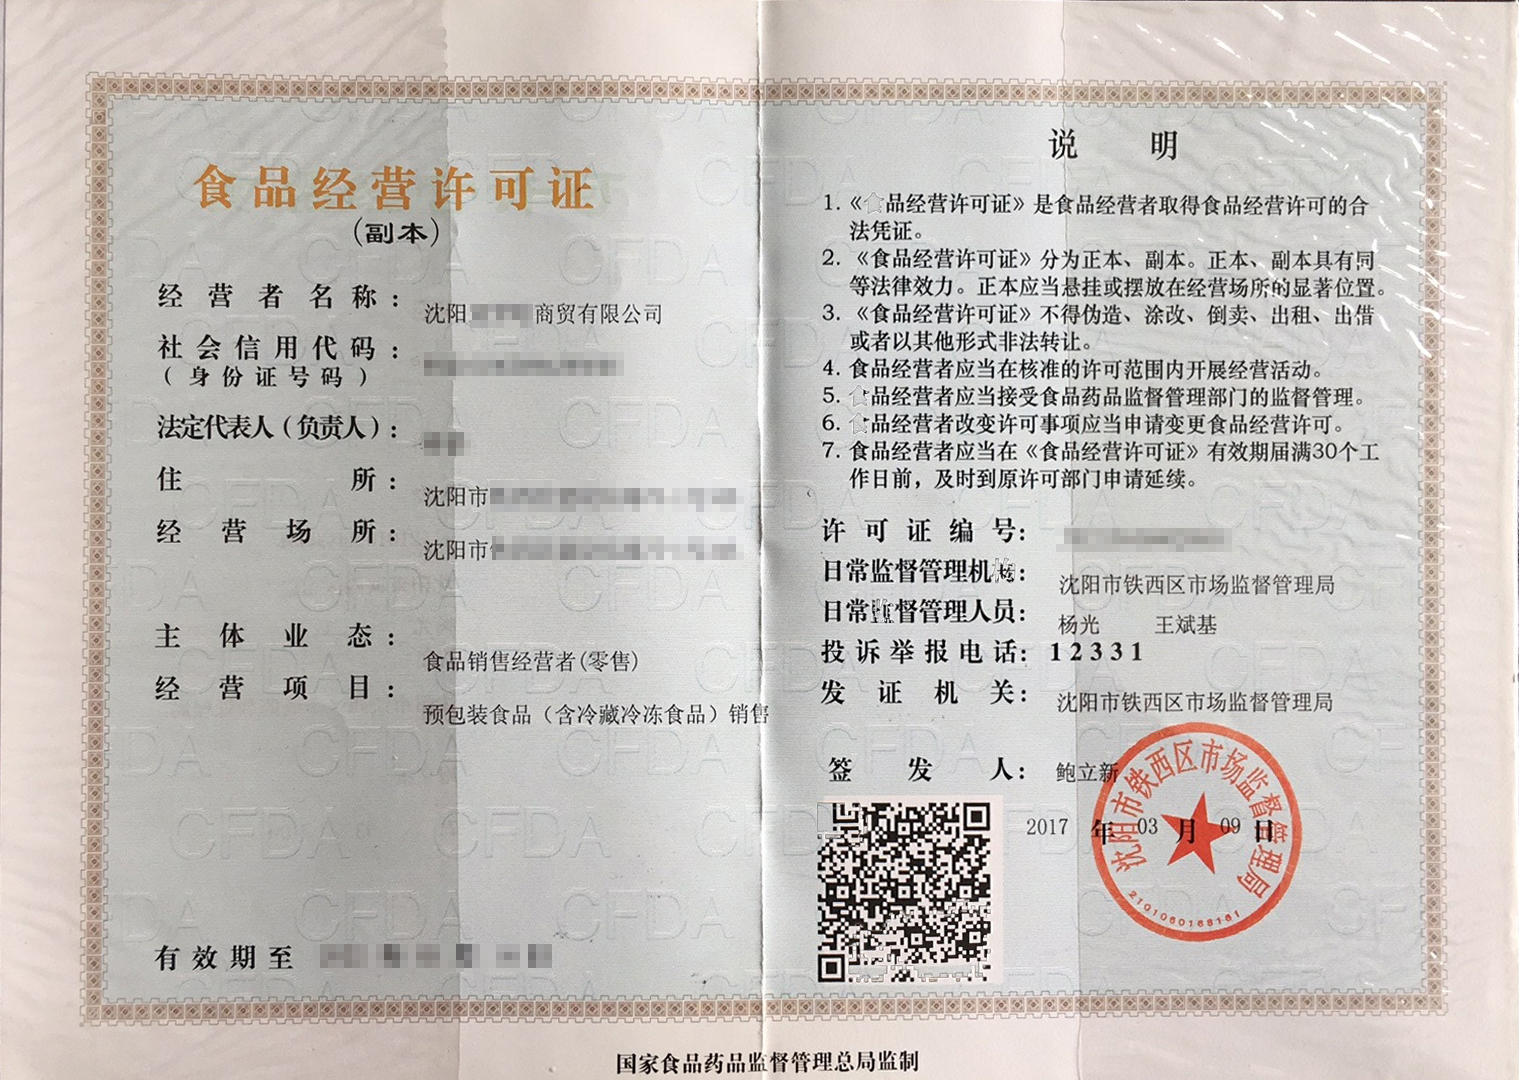 食品经营许可证
(副本)
经营者名称：沈阳 商贸有限公司
社会信用代码：
(身份证号码)
法定代表人(负责人)：
住所：沈阳市
经营场所：沈阳市
主体业态：食品销售经营者(零售)
经营项目：预包装食品（含冷藏冷冻食品）销售
有效期至
说明
1. 《食品经营许可证》是食品经营者取得食品经营许可的合
法凭证。
2. 《食品经营许可证》分为正本、副本。正本、副本具有同
等法律效力。正本应当悬挂或摆放在经营场所的显著位置。
3. 《食品经营许可证》不得伪造、涂改、倒卖、出租、出借
或者以其他形式非法转让。
4. 食品经营者应当在核准的许可范围内开展经营活动。
5. 食品经营者应当接受食品药品监督管理部门的监督管理。
6. 食品经营者改变许可事项应当申请变更食品经营许可。
7. 食品经营者应当在《食品经营许可证》有效期届满30个工
作日前，及时到原许可部门申请延续。
许可证编号：
日常监督管理机构：沈阳市铁西区市场监督管理局
日常监督管理人员：杨光 王斌基
投诉举报电话：12331
发证机关：沈阳市铁西区市场监督管理局
签发人：鲍立新
2017 年 03 月 09 日
沈阳市铁西区市场监督管理局
2101060168181
国家食品药品监督管理总局监制